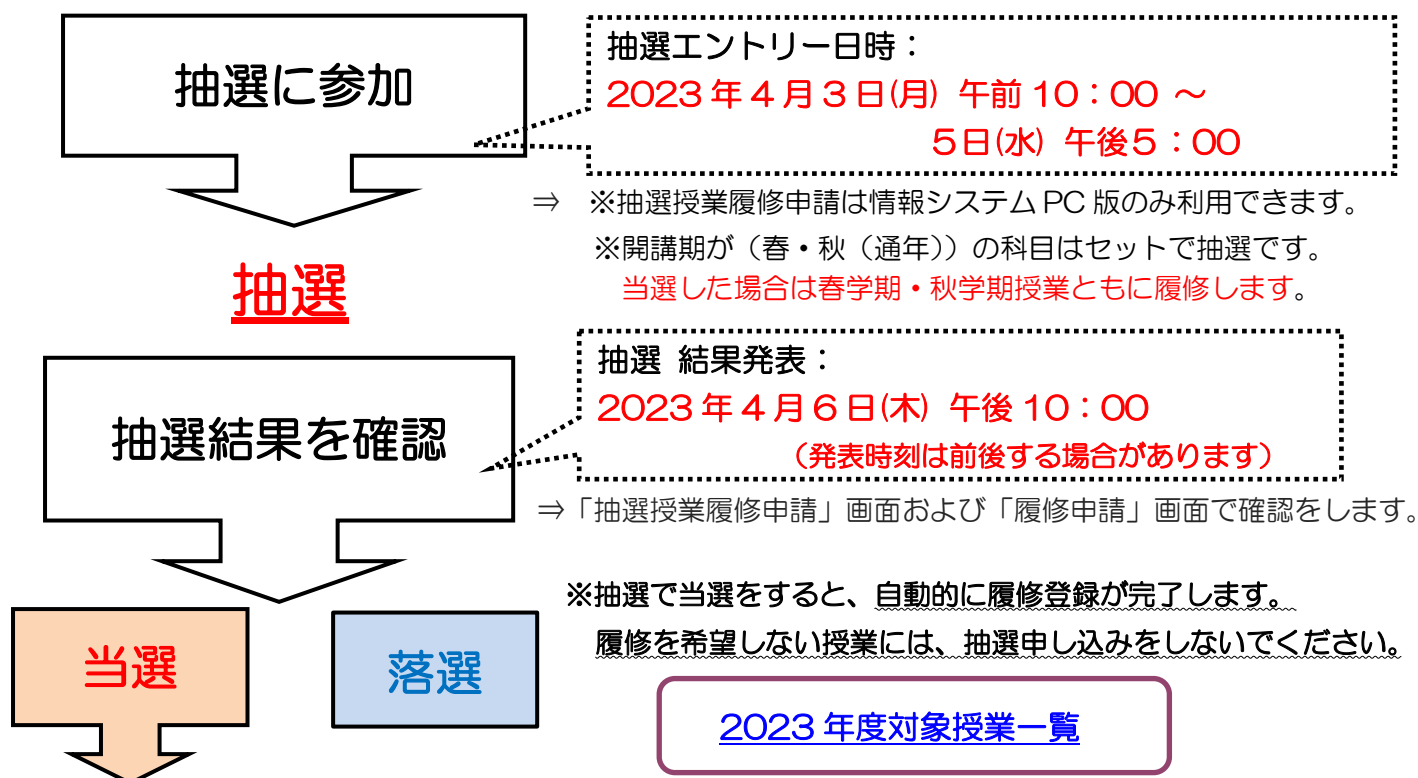 抽選に参加
抽選エントリー日時：
2023年4月3日(月) 午前10：00 ～
5日(水) 午後5：00
⇒ ※抽選授業履修申請は情報システムPC版のみ利用できます。
※開講期が（春・秋（通年））の科目はセットで抽選です。
当選した場合は春学期・秋学期授業ともに履修します。
抽選
抽選 結果発表：
2023年4月6日(木) 午後10：00
（発表時刻は前後する場合があります）
抽選結果を確認
⇒「抽選授業履修申請」画面および「履修申請」画面で確認をします。
※抽選で当選をすると、自動的に履修登録が完了します。
履修を希望しない授業には、抽選申し込みをしないでください。
当選
落選
2023年度対象授業一覧